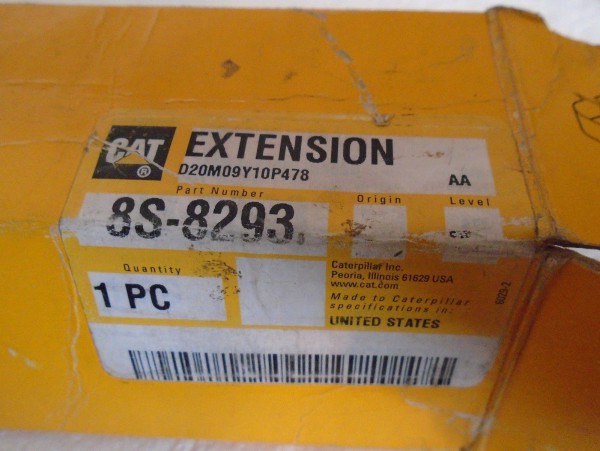 CAT®
EXTENSION
D20M09Y10P478
AA
Part Number
Origin
Level
8S-8293
Quantity
1 PC
Caterpillar Inc.
Peoria, Illinois 61629 USA
www.cat.com
Made to Caterpillar
specifications in:
UNITED STATES